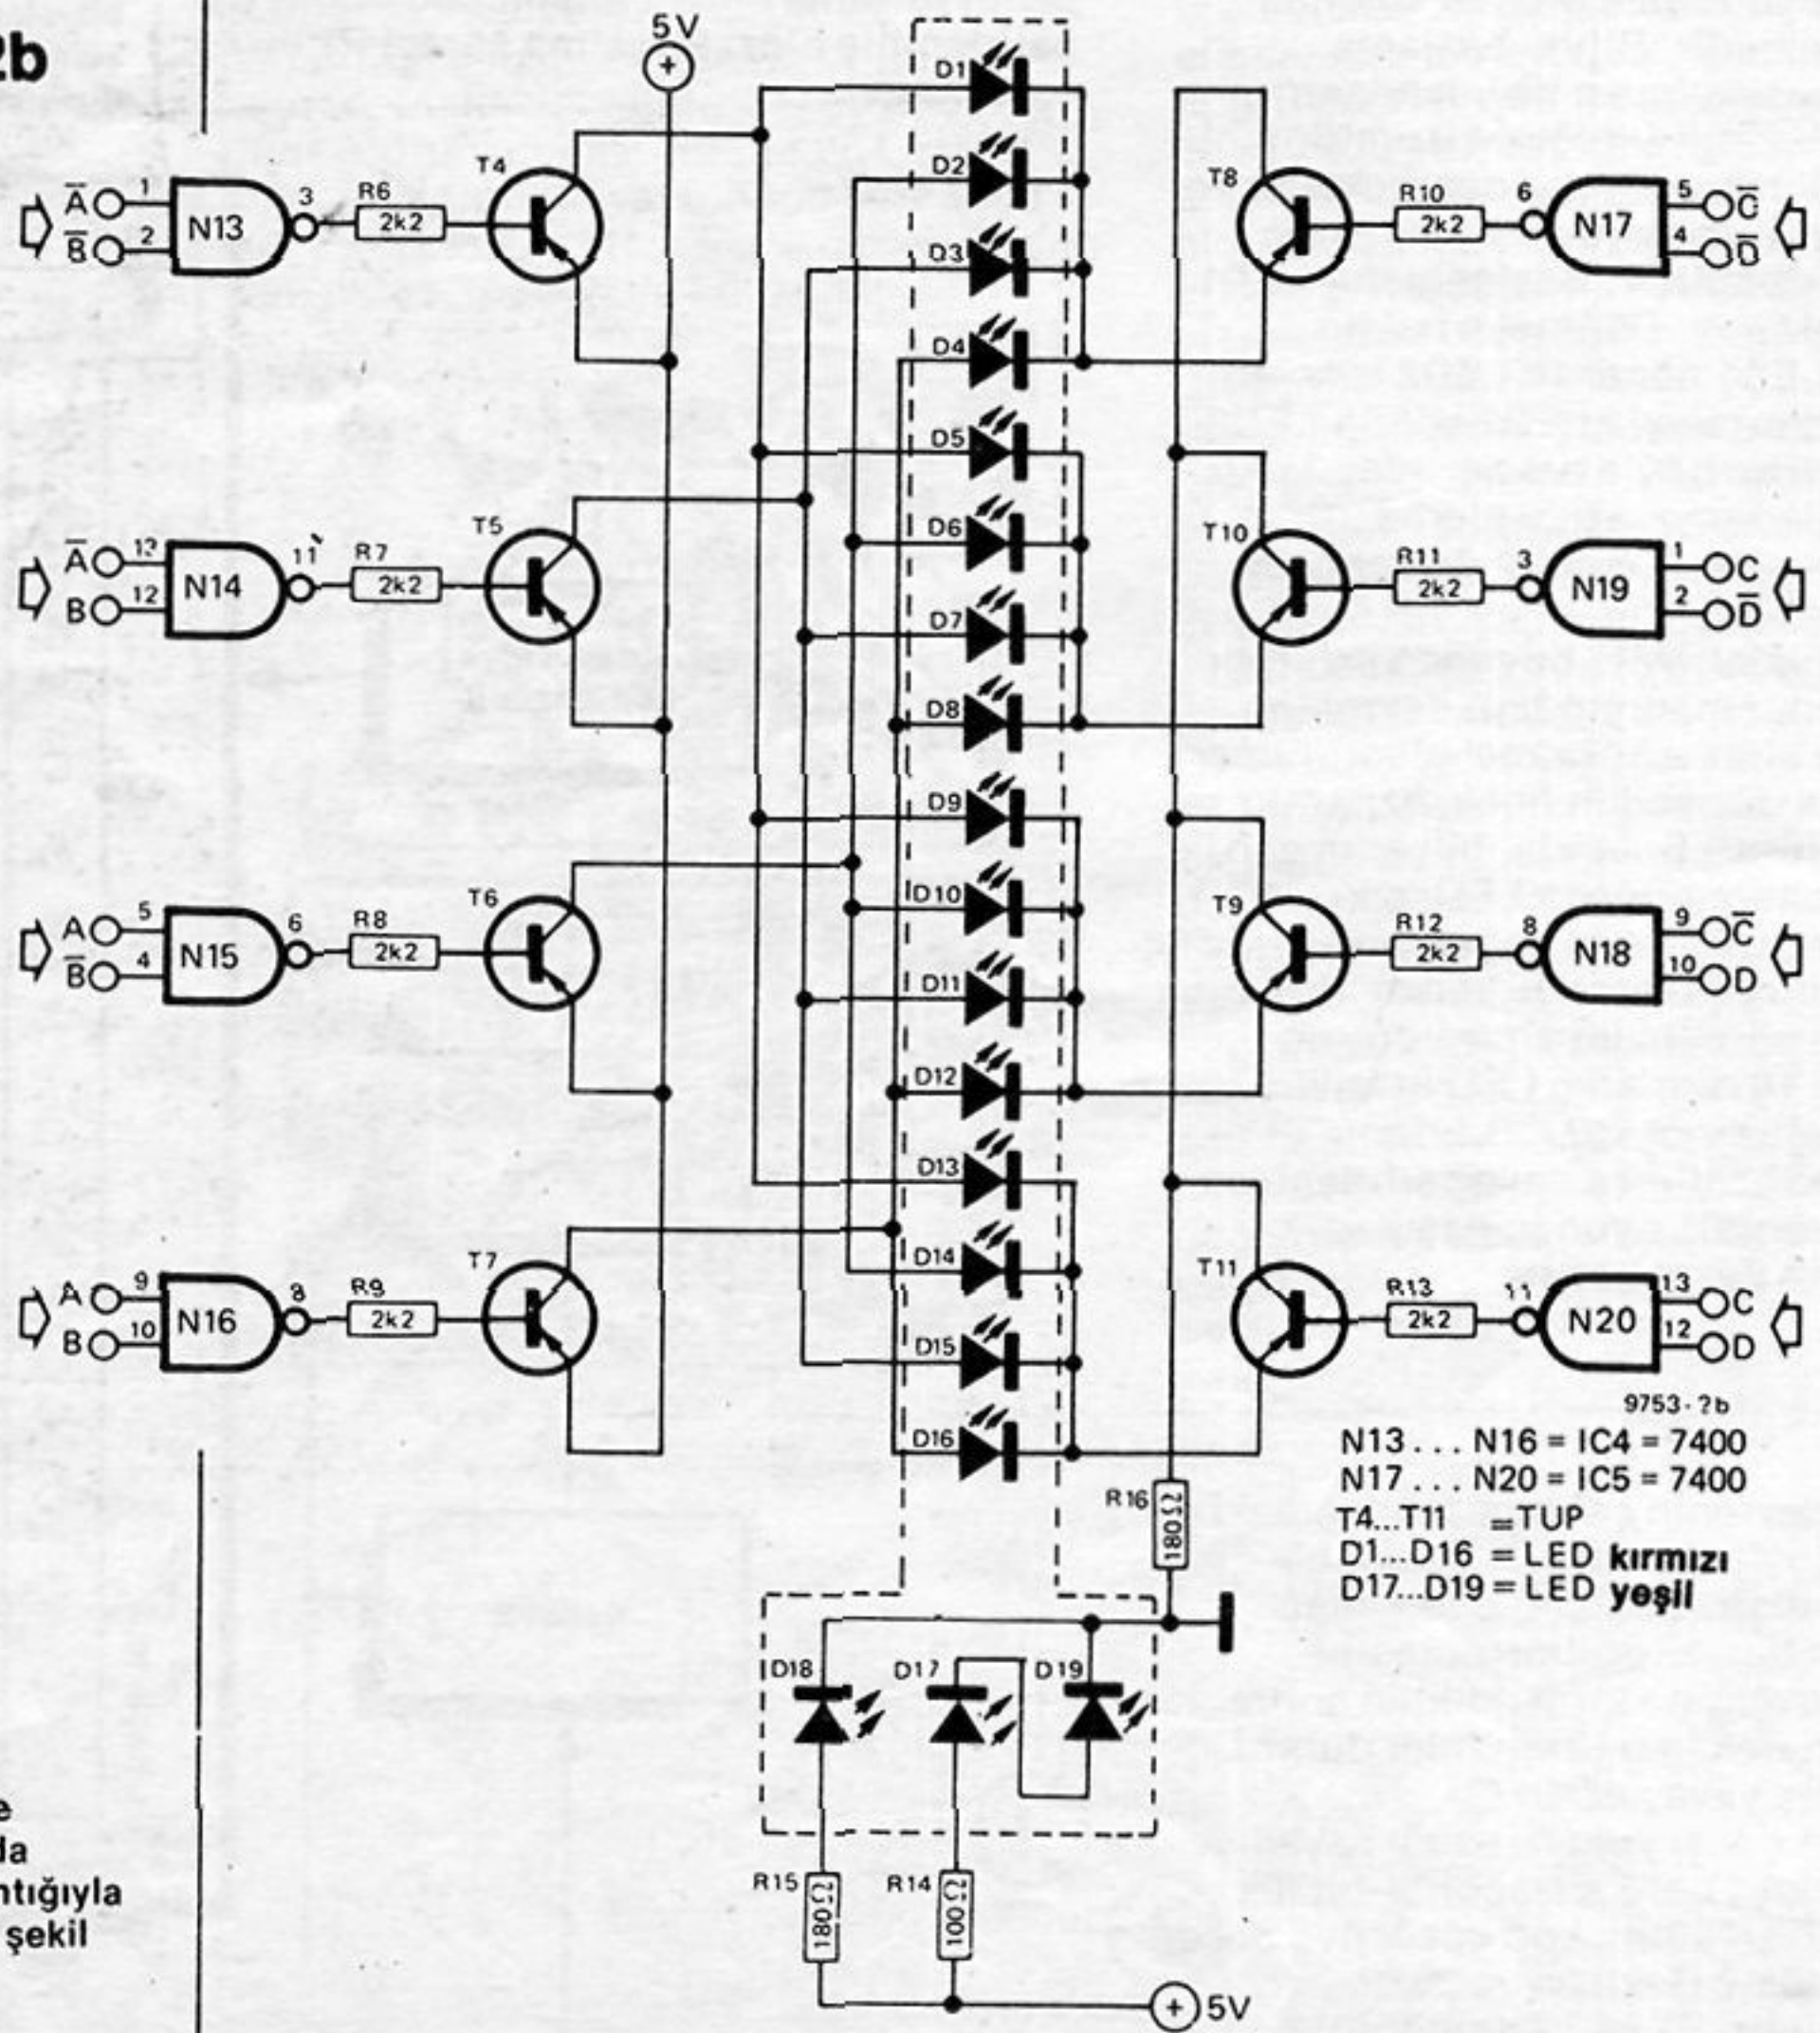 2b
5V
D1
D2
D3
D4
D5
D6
D7
D8
D9
D10
D11
D12
D13
D14
D15
D16
A̅ 1
B̅ 2
N13
3
R6
2k2
T4
A̅ 13
B 12
N14
11
R7
2k2
T5
A 5
B̅ 4
N15
6
R8
2k2
T6
A 9
B 10
N16
8
R9
2k2
T7
T8
R10
2k2
6
N17
5 C̅
4 D̅
T10
R11
2k2
3
N19
1 C
2 D̅
T9
R12
2k2
8
N18
9 C̅
10 D
T11
R13
2k2
11
N20
13 C
12 D
N13... N16 = IC4 = 7400
N17... N20 = IC5 = 7400
T4...T11 = TUP
D1...D16 = LED kırmızı
D17...D19 = LED yeşil
R16
180Ω
D18
D17
D19
R15
180Ω
R14
100Ω
+ 5V
şekil